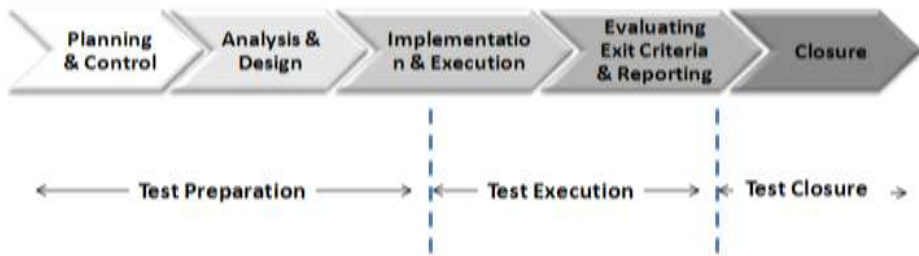 Planning
& Control
Analysis &
Design
Implementatio
n & Execution
Evaluating
Exit Criteria
& Reporting
Closure
Test Preparation
Test Execution
Test Closure